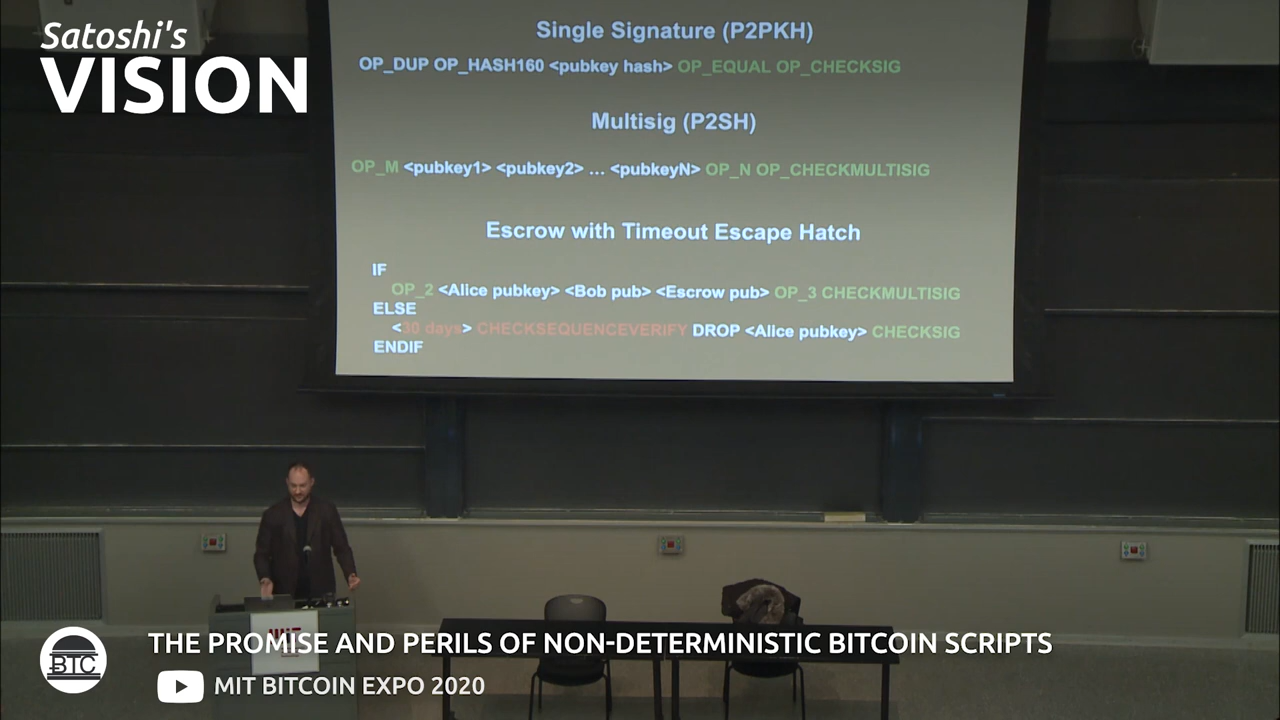 Satoshi's
VISION
Single Signature (P2PKH)
OP_DUP OP_HASH160 <pubkey hash> OP_EQUAL OP_CHECKSIG
Multisig (P2SH)
OP_M <pubkey1> <pubkey2> ... <pubkeyN> OP_N OP_CHECKMULTISIG
Escrow with Timeout Escape Hatch
IF
OP_2 <Alice pubkey> <Bob pub> <Escrow pub> OP_3 CHECKMULTISIG
ELSE
<30 days> CHECKSEQUENCEVERIFY DROP <Alice pubkey> CHECKSIG
ENDIF
BTC
THE PROMISE AND PERILS OF NON-DETERMINISTIC BITCOIN SCRIPTS
MIT BITCOIN EXPO 2020